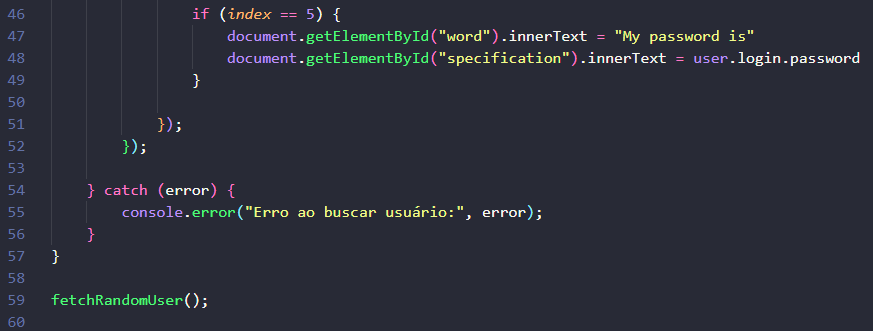 46 if (index == 5) {
47 document.getElementById("word").innerText = "My password is"
48 document.getElementById("specification").innerText = user.login.password
49 }
50
51 });
52 });
53
54 } catch (error) {
55 console.error("Erro ao buscar usuário:", error);
56 }
57 }
58
59 fetchRandomUser();
60